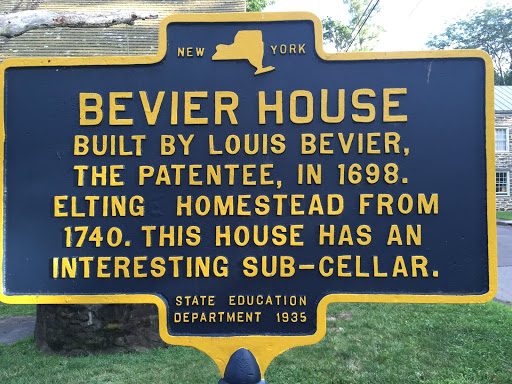 NEW YORK
BEVIER HOUSE
BUILT BY LOUIS BEVIER,
THE PATENTEE, IN 1698.
ELTING HOMESTEAD FROM
1740. THIS HOUSE HAS AN
INTERESTING SUB-CELLAR.
STATE EDUCATION
DEPARTMENT 1935